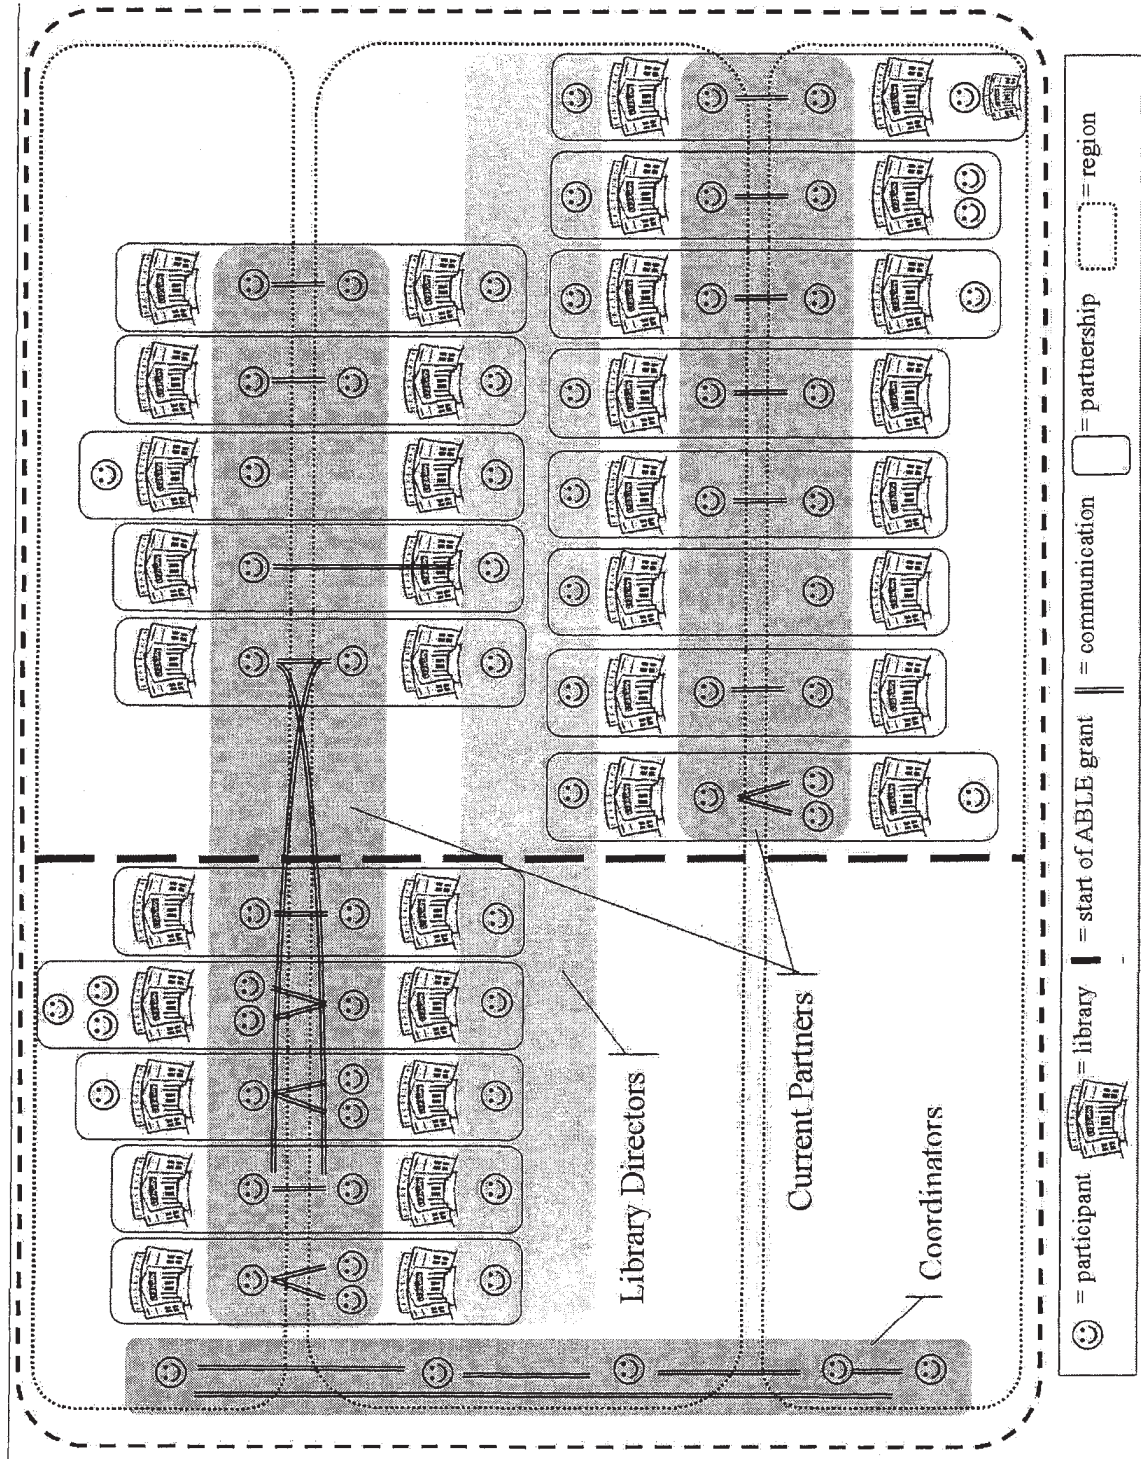 Library Directors
Current Partners
Coordinators
= participant
= library
= start of ABLE grant
= communication
= partnership
= region